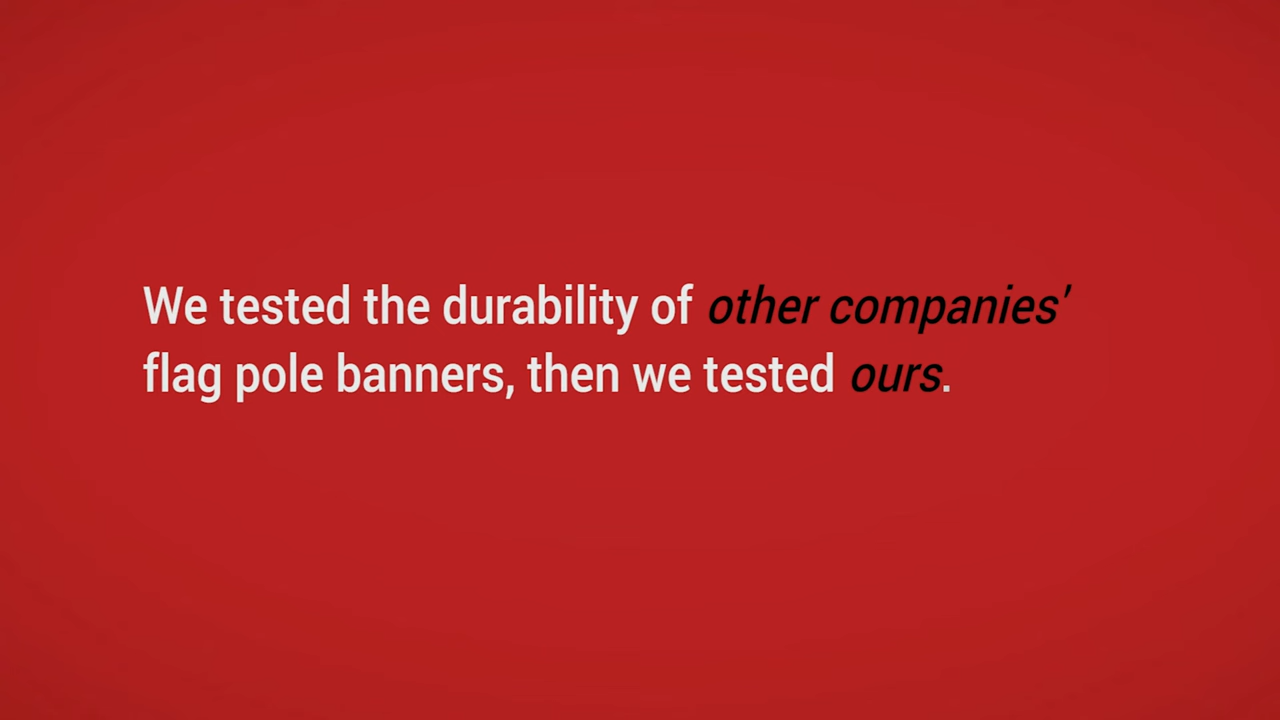 We tested the durability of other companies'
flag pole banners, then we tested ours.